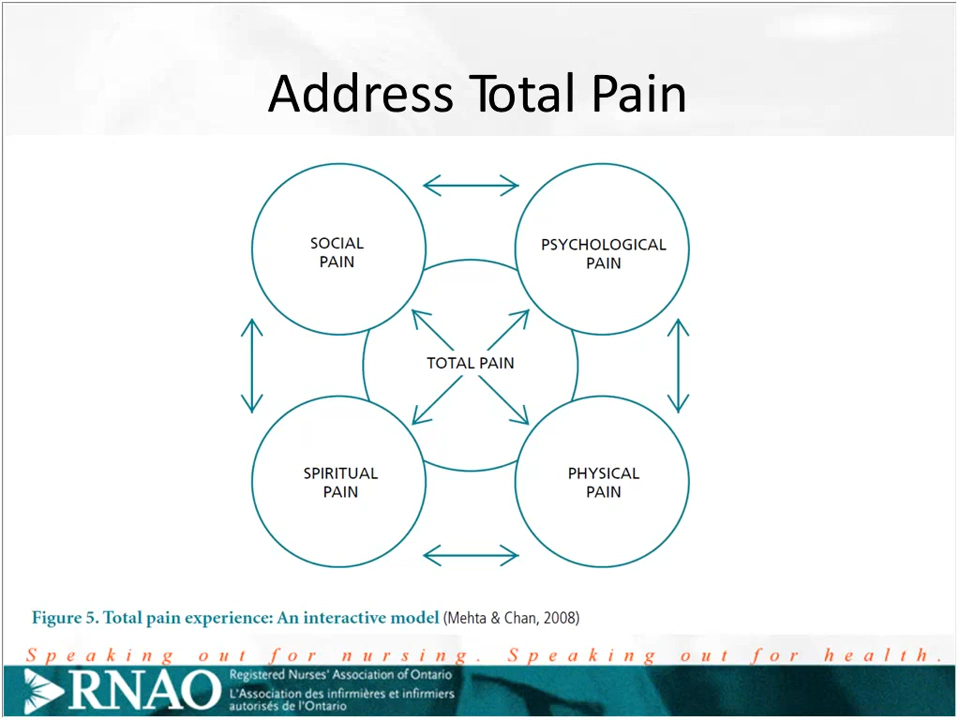 Address Total Pain
SOCIAL
PAIN
PSYCHOLOGICAL
PAIN
TOTAL PAIN
SPIRITUAL
PAIN
PHYSICAL
PAIN
Figure 5. Total pain experience: An interactive model (Mehta & Chan, 2008)
Speaking out for nursing. Speaking out for health.
RNAO
Registered Nurses' Association of Ontario
L'Association des infirmières et infirmiers
autorisés de l'Ontario